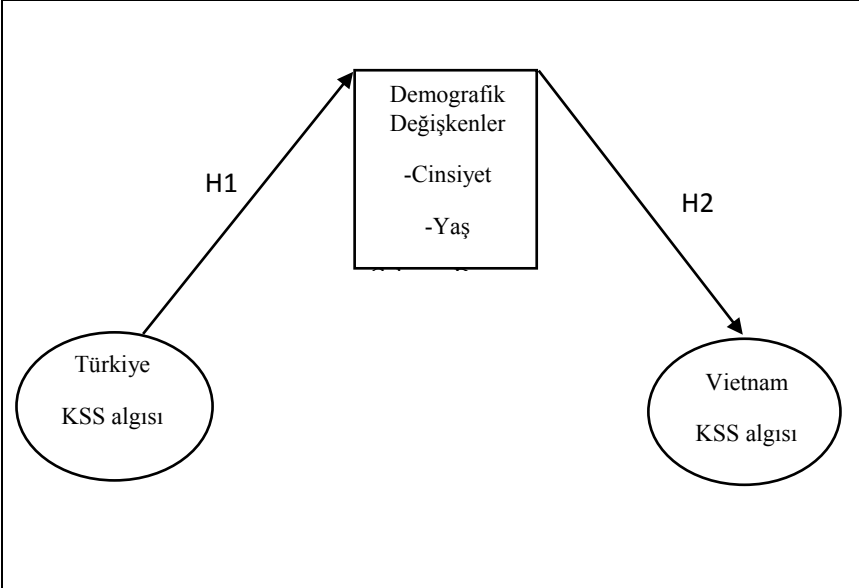 Demografik
Değişkenler
-Cinsiyet
-Yaş
H1
H2
Türkiye
KSS algısı
Vietnam
KSS algısı